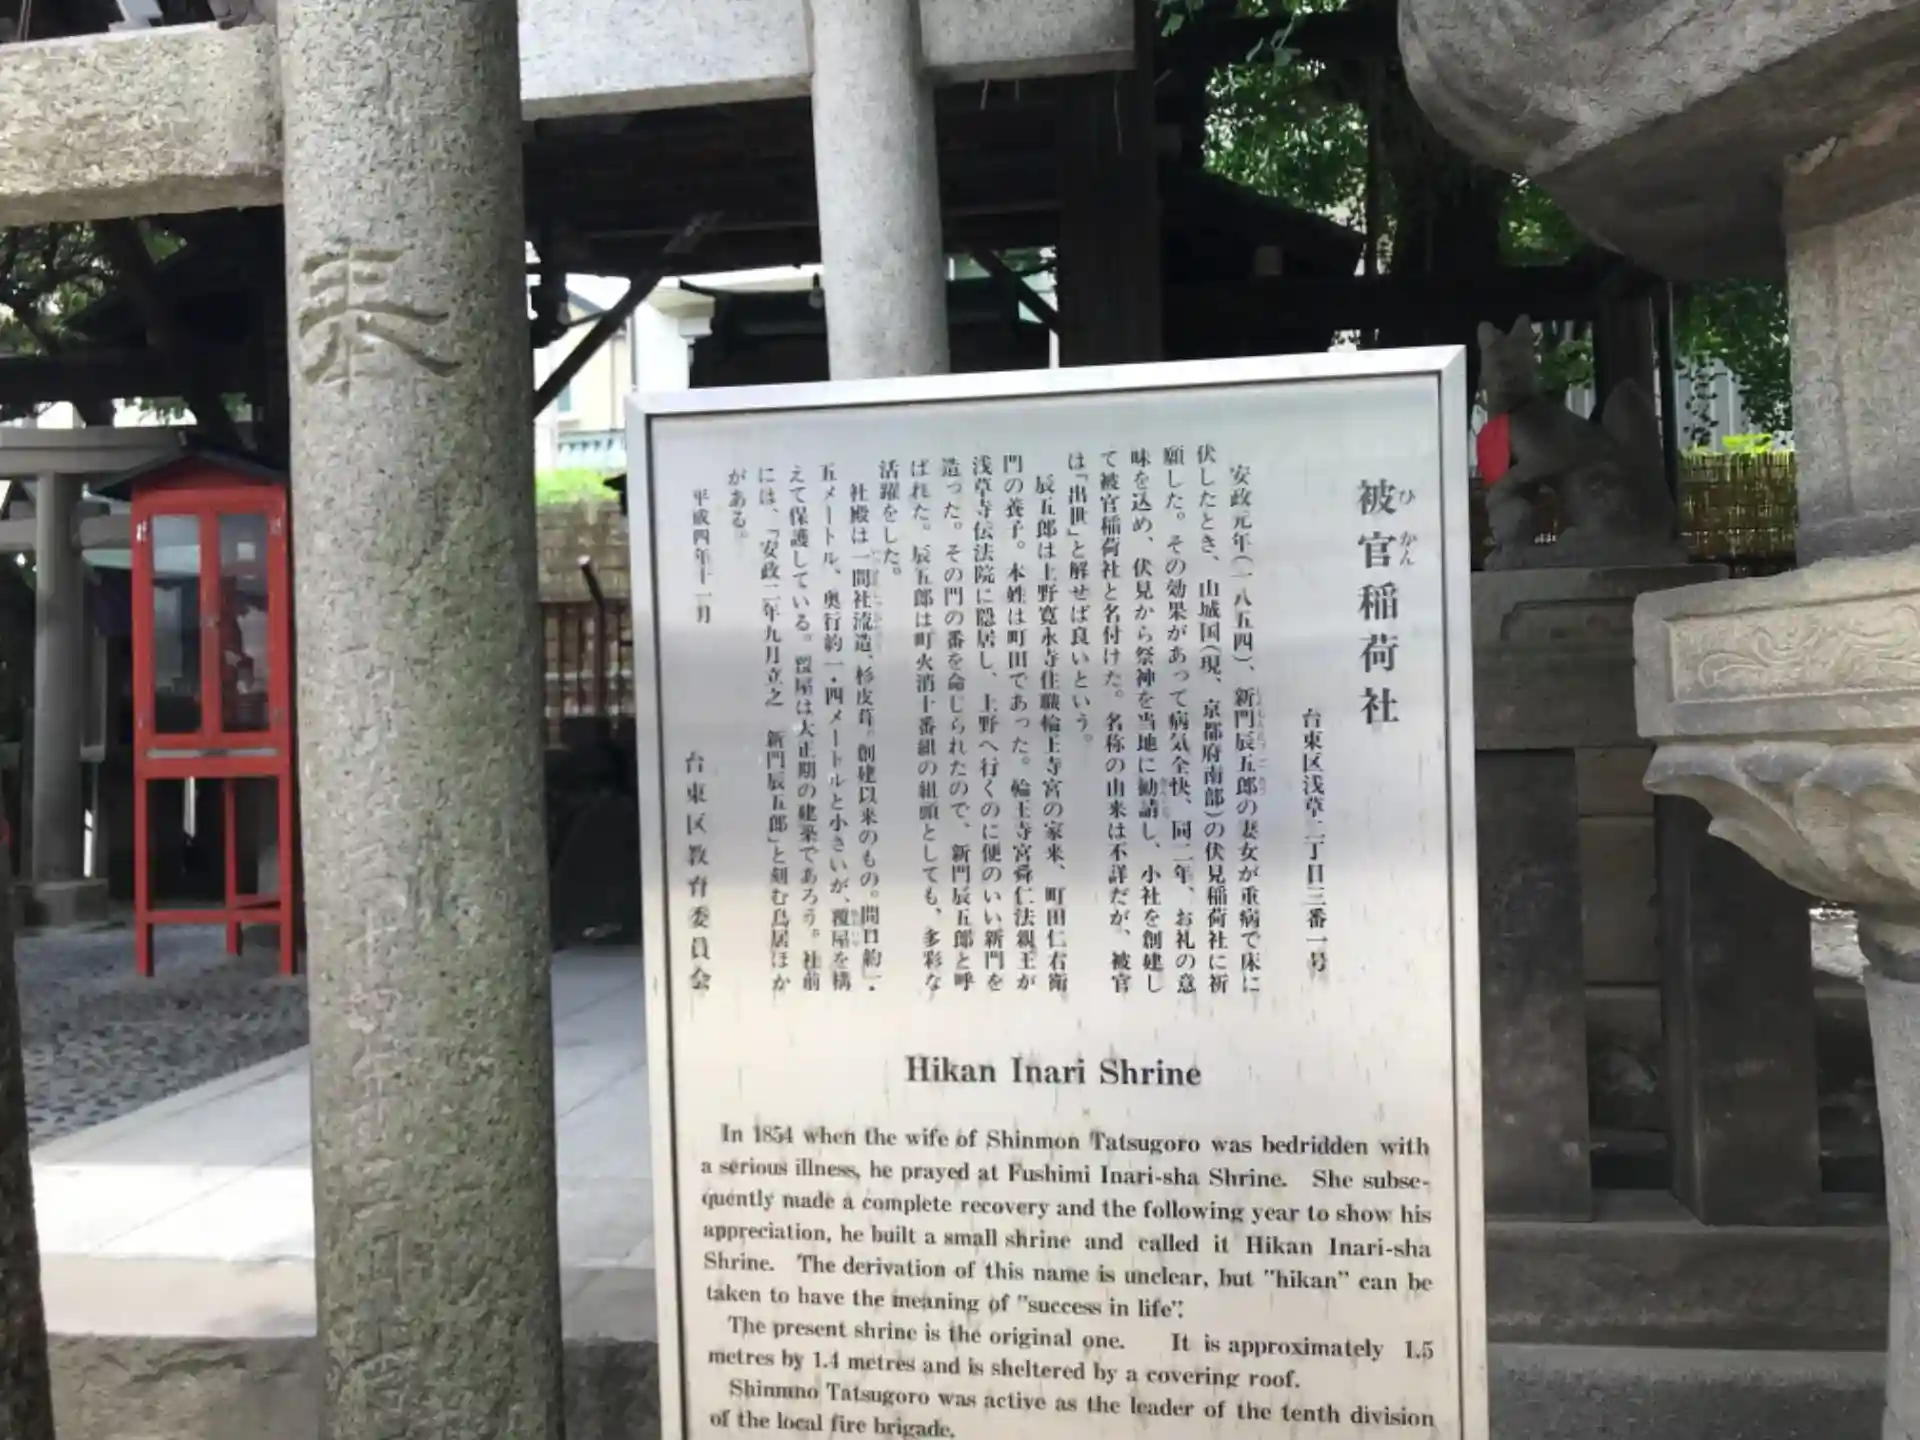 奉
被官稲荷社
ひかん
台東区浅草二丁目三番一号
安政元年(一八五四)、新門辰五郎の妻女が重病で床に
伏したとき、山城国(現、京都府南部)の伏見稲荷社に祈
願した。その効果があって病気全快、同二年、お礼の意
味を込め、伏見から祭神を当地に勧請し、小社を創建し
て被官稲荷社と名付けた。名称の由来は不詳だが、被官
は「出世」と解せば良いという。
辰五郎は上野寛永寺住職輪王寺宮の家来、町田仁右衛
門の養子。本姓は町田であった。輪王寺宮舜仁法親王が
浅草寺伝法院に隠居し、上野へ行くのに便のいい新門を
造った。その門の番を命じられたので、新門辰五郎と呼
ばれた。辰五郎は町火消十番組の組頭としても、多彩な
活躍をした。
社殿は一間社流造、杉皮葺。創建以来のもの。間口約一・
五メートル、奥行約一・四メートルと小さいが、覆屋を構
えて保護している。覆屋は大正期の建築であろう。社前
には、「安政二年九月立之 新門辰五郎」と刻む鳥居ほか
がある。
平成四年十一月
台東区教育委員会
Hikan Inari Shrine
In 1854 when the wife of Shinmon Tatsugoro was bedridden with
a serious illness, he prayed at Fushimi Inari-sha Shrine. She subse-
quently made a complete recovery and the following year to show his
appreciation, he built a small shrine and called it Hikan Inari-sha
Shrine. The derivation of this name is unclear, but "hikan" can be
taken to have the meaning of "success in life".
The present shrine is the original one. It is approximately 1.5
metres by 1.4 metres and is sheltered by a covering roof.
Shinmno Tatsugoro was active as the leader of the tenth division
of the local fire brigade.